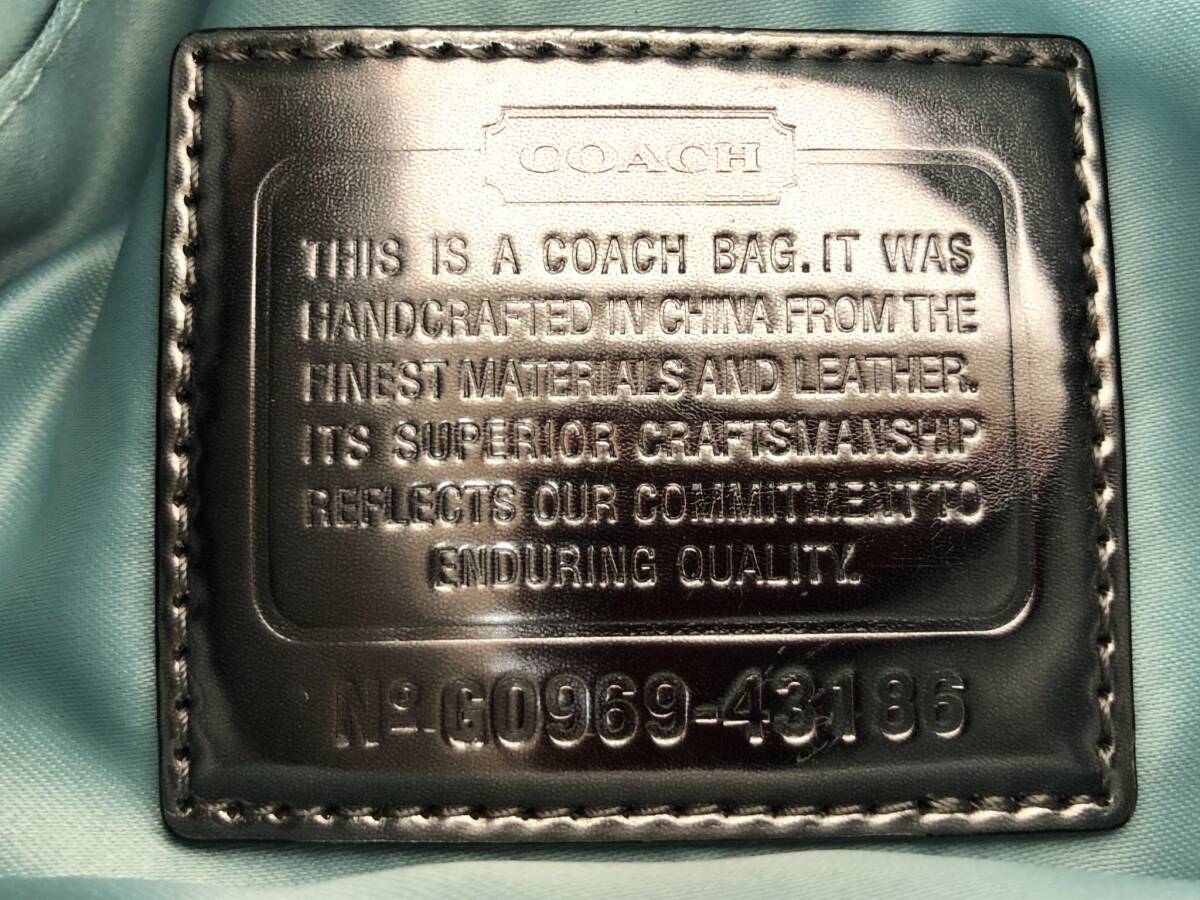 COACH
THIS IS A COACH BAG. IT WAS
HANDCRAFTED IN CHINA FROM THE
FINEST MATERIALS AND LEATHER.
ITS SUPERIOR CRAFTSMANSHIP
REFLECTS OUR COMMITMENT TO
ENDURING QUALITY.
Nº G0969-43186